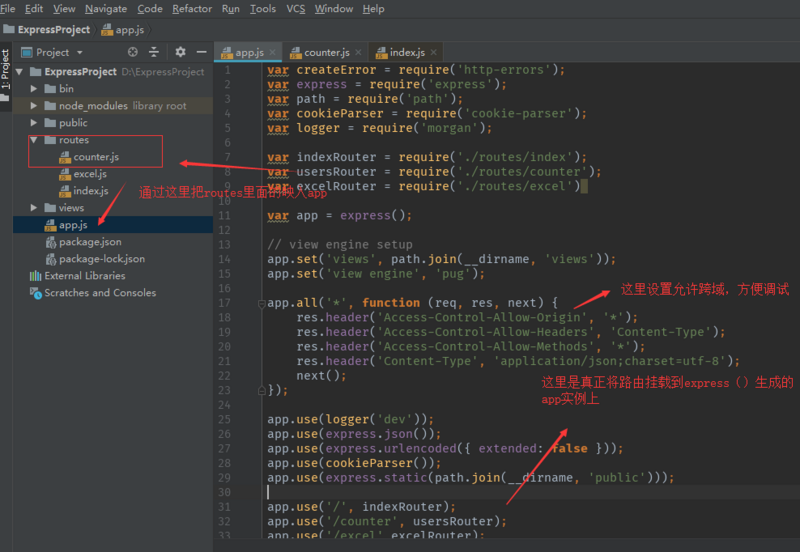 File Edit View Navigate Code Refactor Run Tools VCS Window Help
ExpressProject app.js
1: Project
Project
app.js counter.js index.js
ExpressProject D:\ExpressProject
bin
node_modules library root
public
routes
counter.js
excel.js
index.js
views
app.js
package.json
package-lock.json
External Libraries
Scratches and Consoles
通过这里把routes里面的映入app
1 var createError = require('http-errors');
2 var express = require('express');
3 var path = require('path');
4 var cookieParser = require('cookie-parser');
5 var logger = require('morgan');
6
7 var indexRouter = require('./routes/index');
8 var usersRouter = require('./routes/counter');
9 var excelRouter = require('./routes/excel')
10
11 var app = express();
12
13 // view engine setup
14 app.set('views', path.join(__dirname, 'views'));
15 app.set('view engine', 'pug');
16
17 app.all('*', function (req, res, next) {
18 res.header('Access-Control-Allow-Origin', '*');
19 res.header('Access-Control-Allow-Headers', 'Content-Type');
20 res.header('Access-Control-Allow-Methods', '*');
21 res.header('Content-Type', 'application/json;charset=utf-8');
22 next();
23 });
24
25 app.use(logger('dev'));
26 app.use(express.json());
27 app.use(express.urlencoded({ extended: false }));
28 app.use(cookieParser());
29 app.use(express.static(path.join(__dirname, 'public')));
30
31 app.use('/', indexRouter);
32 app.use('/counter', usersRouter);
33 app.use('/excel' excelRouter);
这里设置允许跨域，方便调试
这里是真正将路由挂载到express（）生成的
app实例上